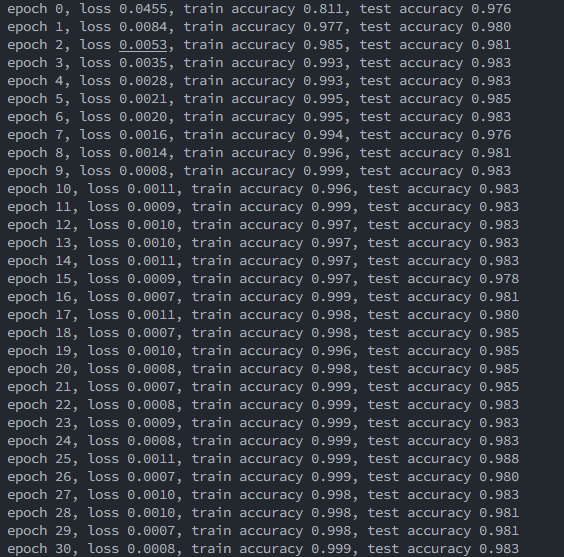 epoch 0, loss 0.0455, train accuracy 0.811, test accuracy 0.976
epoch 1, loss 0.0084, train accuracy 0.977, test accuracy 0.980
epoch 2, loss 0.0053, train accuracy 0.985, test accuracy 0.981
epoch 3, loss 0.0035, train accuracy 0.993, test accuracy 0.983
epoch 4, loss 0.0028, train accuracy 0.993, test accuracy 0.983
epoch 5, loss 0.0021, train accuracy 0.995, test accuracy 0.985
epoch 6, loss 0.0020, train accuracy 0.995, test accuracy 0.983
epoch 7, loss 0.0016, train accuracy 0.994, test accuracy 0.976
epoch 8, loss 0.0014, train accuracy 0.996, test accuracy 0.981
epoch 9, loss 0.0008, train accuracy 0.999, test accuracy 0.983
epoch 10, loss 0.0011, train accuracy 0.996, test accuracy 0.983
epoch 11, loss 0.0009, train accuracy 0.999, test accuracy 0.983
epoch 12, loss 0.0010, train accuracy 0.997, test accuracy 0.983
epoch 13, loss 0.0010, train accuracy 0.997, test accuracy 0.983
epoch 14, loss 0.0011, train accuracy 0.997, test accuracy 0.983
epoch 15, loss 0.0009, train accuracy 0.997, test accuracy 0.978
epoch 16, loss 0.0007, train accuracy 0.999, test accuracy 0.981
epoch 17, loss 0.0011, train accuracy 0.998, test accuracy 0.980
epoch 18, loss 0.0007, train accuracy 0.998, test accuracy 0.985
epoch 19, loss 0.0010, train accuracy 0.996, test accuracy 0.985
epoch 20, loss 0.0008, train accuracy 0.998, test accuracy 0.985
epoch 21, loss 0.0007, train accuracy 0.999, test accuracy 0.985
epoch 22, loss 0.0008, train accuracy 0.999, test accuracy 0.983
epoch 23, loss 0.0009, train accuracy 0.999, test accuracy 0.983
epoch 24, loss 0.0008, train accuracy 0.999, test accuracy 0.983
epoch 25, loss 0.0011, train accuracy 0.999, test accuracy 0.988
epoch 26, loss 0.0007, train accuracy 0.999, test accuracy 0.980
epoch 27, loss 0.0010, train accuracy 0.998, test accuracy 0.983
epoch 28, loss 0.0010, train accuracy 0.998, test accuracy 0.981
epoch 29, loss 0.0007, train accuracy 0.998, test accuracy 0.981
epoch 30, loss 0.0008, train accuracy 0.999, test accuracy 0.983